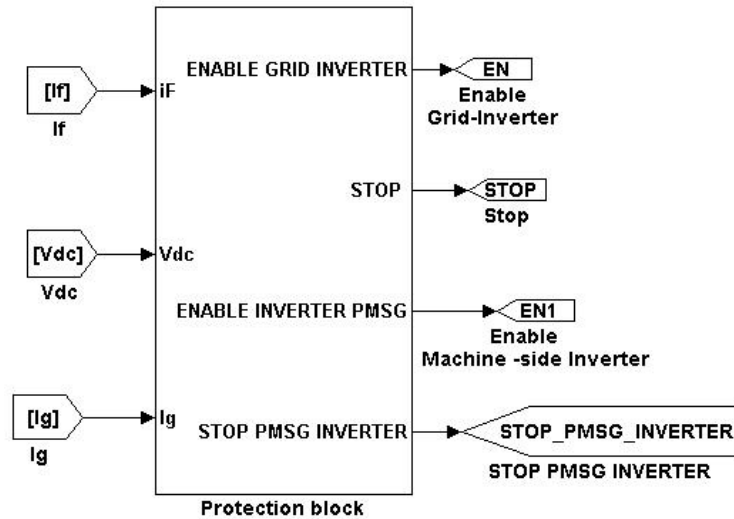 ENABLE GRID INVERTER
EN
[If]
iF
Enable
Grid-Inverter
If
STOP
STOP
Stop
[Vdc]
Vdc
Vdc
ENABLE INVERTER PMSG
EN1
Enable
Machine -side Inverter
[Ig]
Ig
Ig
STOP PMSG INVERTER
STOP_PMSG_INVERTER
STOP PMSG INVERTER
Protection block